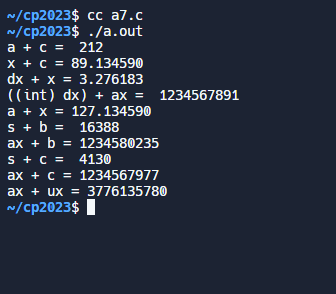 ~/cp2023$ cc a7.c
~/cp2023$ ./a.out
a + c =  212
x + c = 89.134590
dx + x = 3.276183
((int) dx) + ax =  1234567891
a + x = 127.134590
s + b =  16388
ax + b = 1234580235
s + c =  4130
ax + c = 1234567977
ax + ux = 3776135780
~/cp2023$